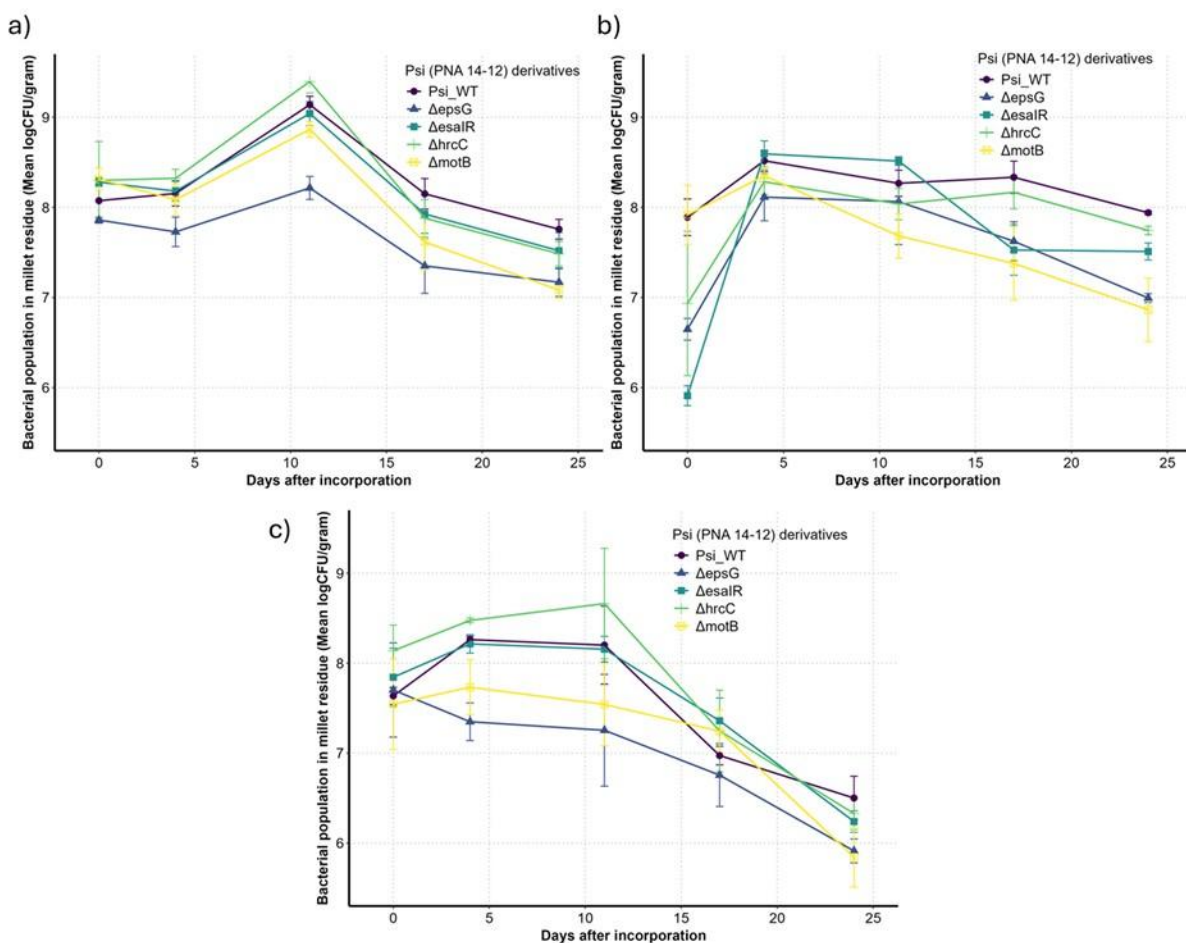 a)
Bacterial population in millet residue (Mean logCFU/gram)
9
8
7
6
Psi (PNA 14-12) derivatives
Psi_WT
ΔepsG
ΔesaIR
ΔhrcC
ΔmotB
0 5 10 15 20 25
Days after incorporation
b)
Bacterial population in millet residue (Mean logCFU/gram)
9
8
7
6
Psi (PNA 14-12) derivatives
Psi_WT
ΔepsG
ΔesaIR
ΔhrcC
ΔmotB
0 5 10 15 20 25
Days after incorporation
c)
Bacterial population in millet residue (Mean logCFU/gram)
9
8
7
6
Psi (PNA 14-12) derivatives
Psi_WT
ΔepsG
ΔesaIR
ΔhrcC
ΔmotB
0 5 10 15 20 25
Days after incorporation